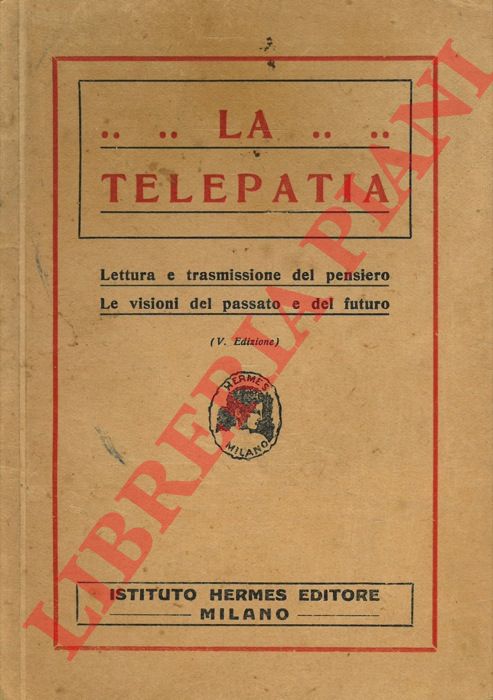 .. .. LA .. ..
TELEPATIA
Lettura e trasmissione del pensiero
Le visioni del passato e del futuro
(V. Edizione)
HERMES
MILANO
ISTITUTO HERMES EDITORE
MILANO
LIBRERIA PIANI